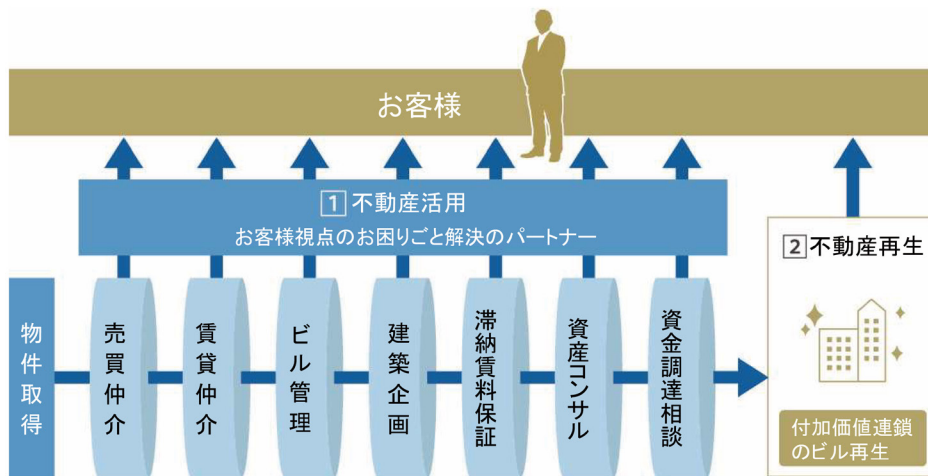 お客様
1 不動産活用
お客様視点のお困りごと解決のパートナー
物件取得
売買仲介
賃貸仲介
ビル管理
建築企画
滞納賃料保証
資産コンサル
資金調達相談
2 不動産再生
付加価値連鎖
のビル再生